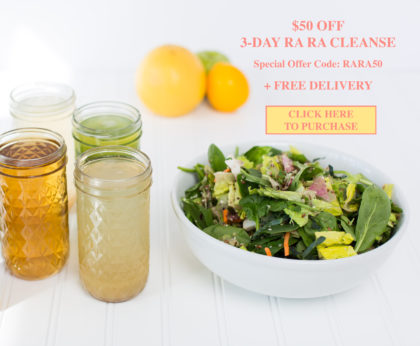 $50 OFF
3-DAY RA RA CLEANSE
Special Offer Code: RARA50
+ FREE DELIVERY
CLICK HERE
TO PURCHASE